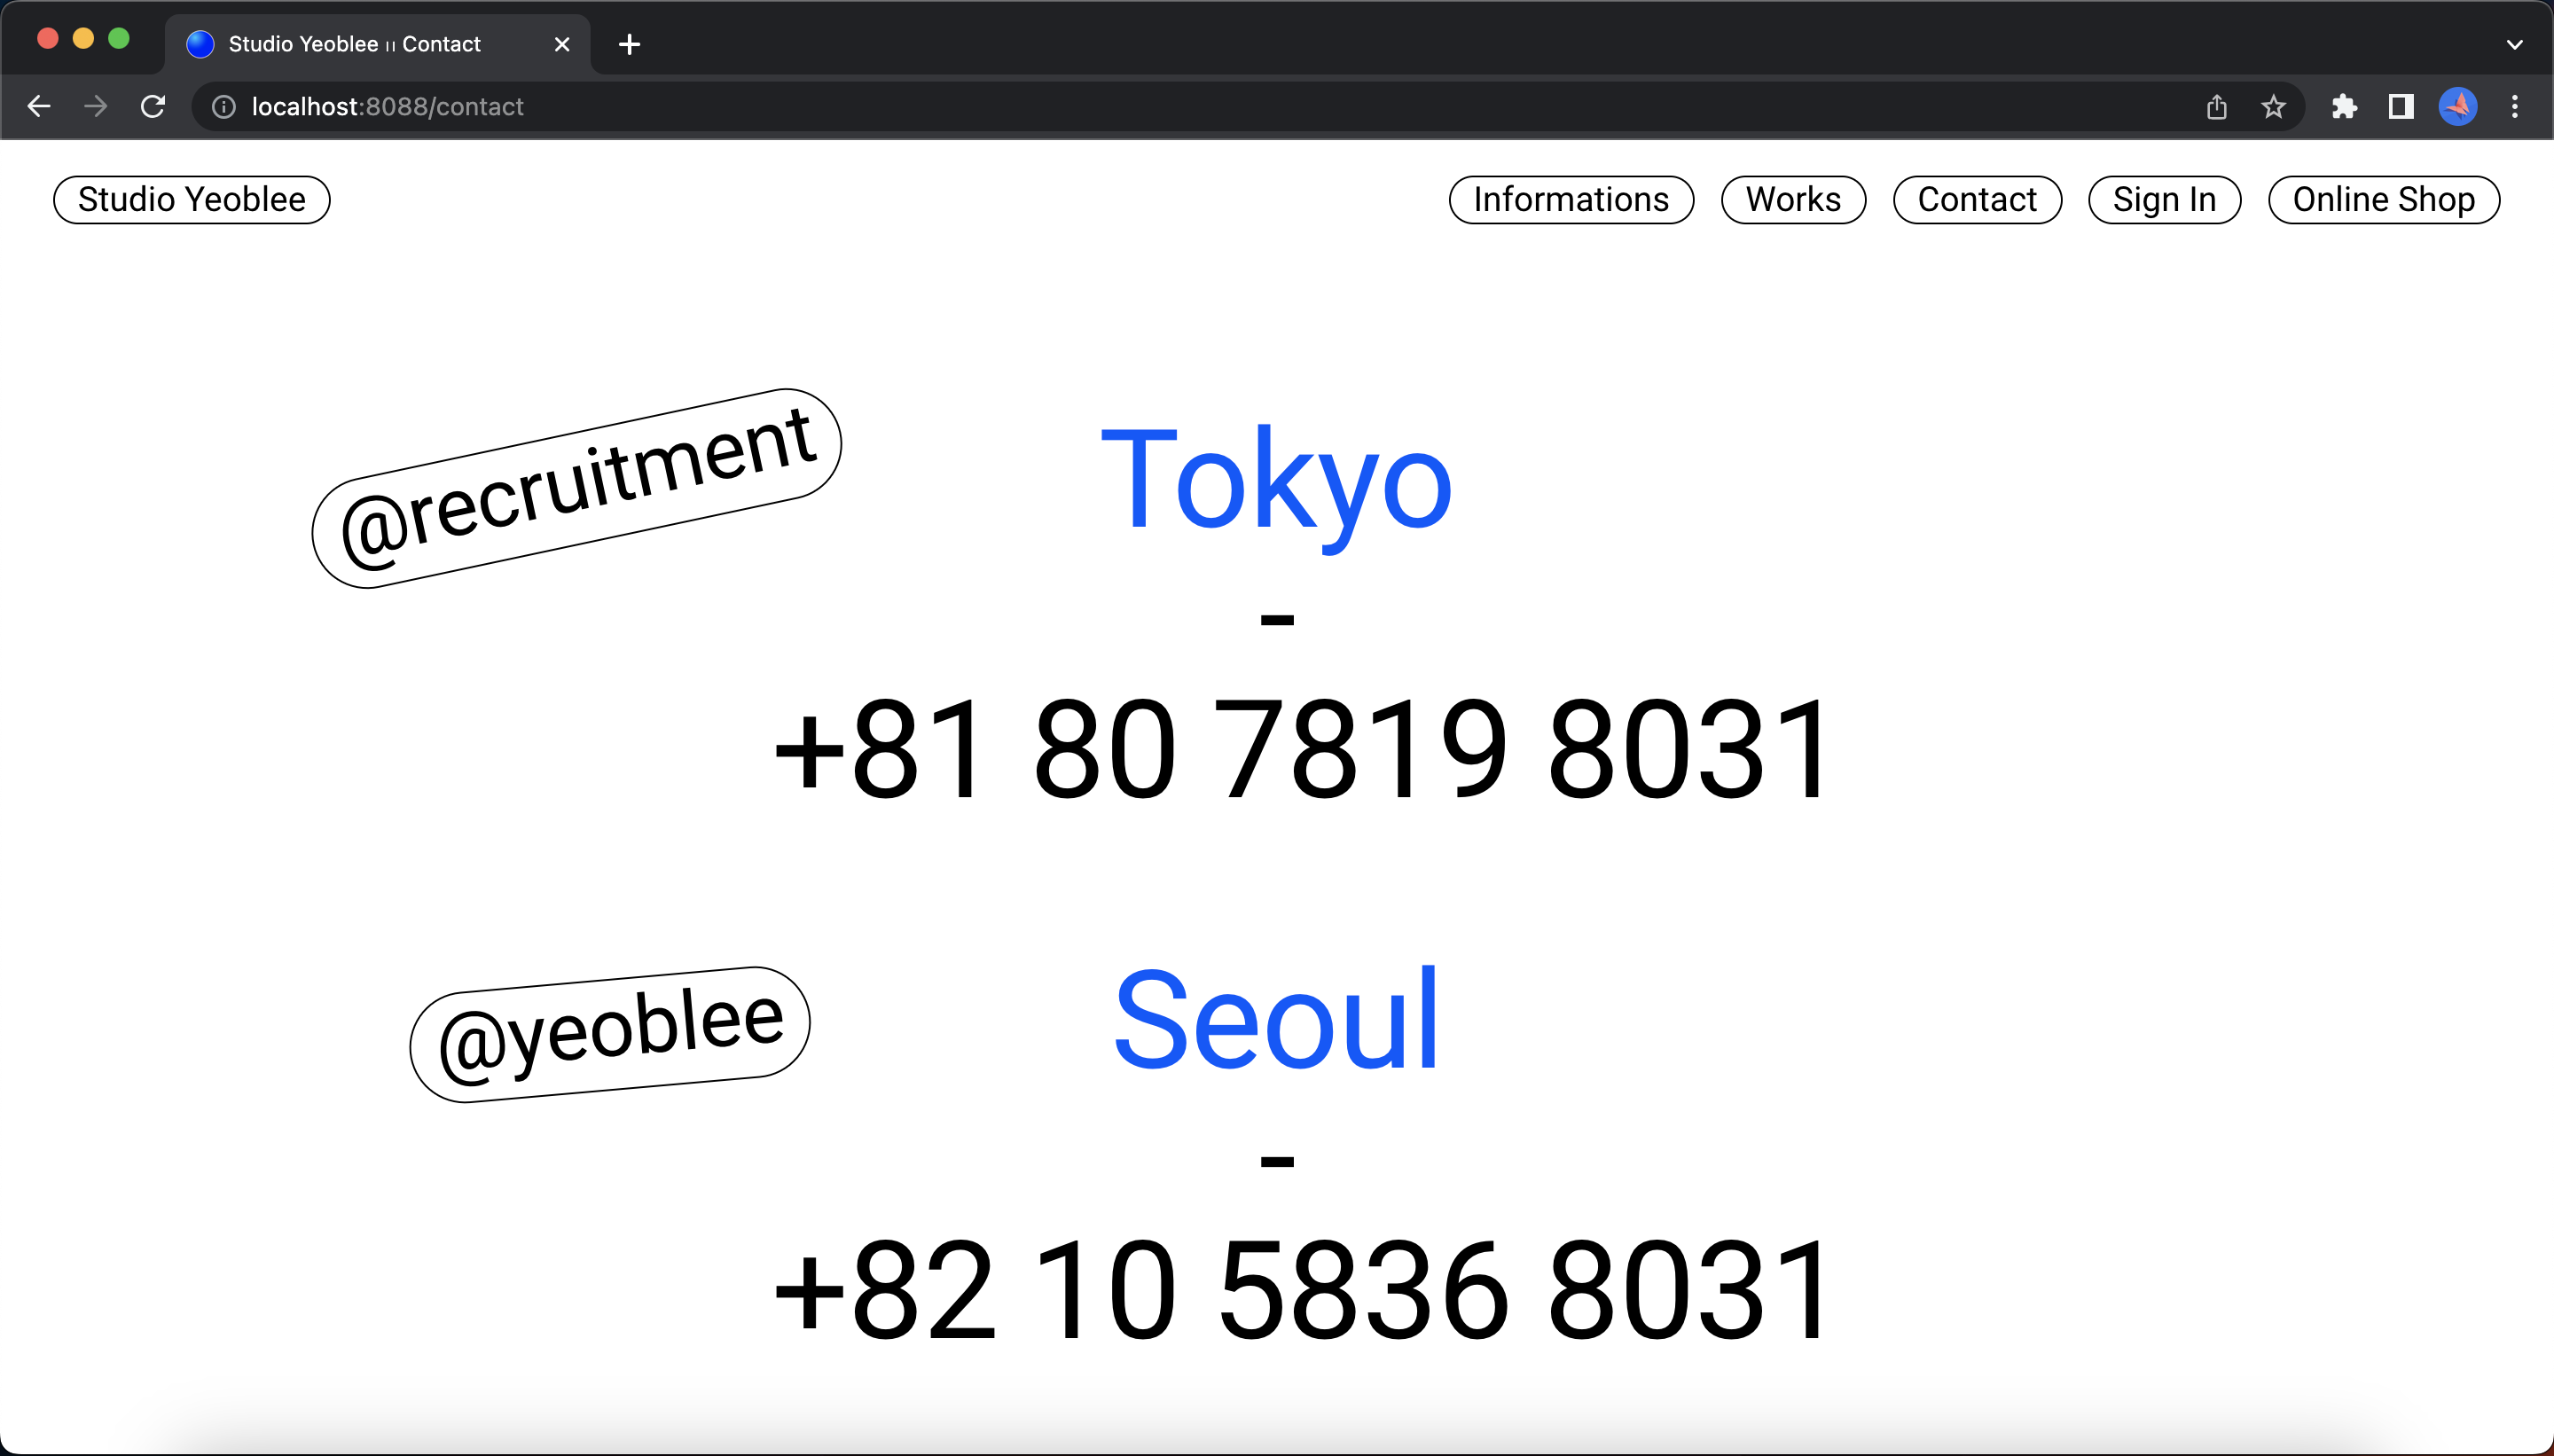 Studio Yeoblee ıı Contact
localhost:8088/contact
Studio Yeoblee
Informations
Works
Contact
Sign In
Online Shop
@recruitment
Tokyo
-
+81 80 7819 8031
@yeoblee
Seoul
-
+82 10 5836 8031